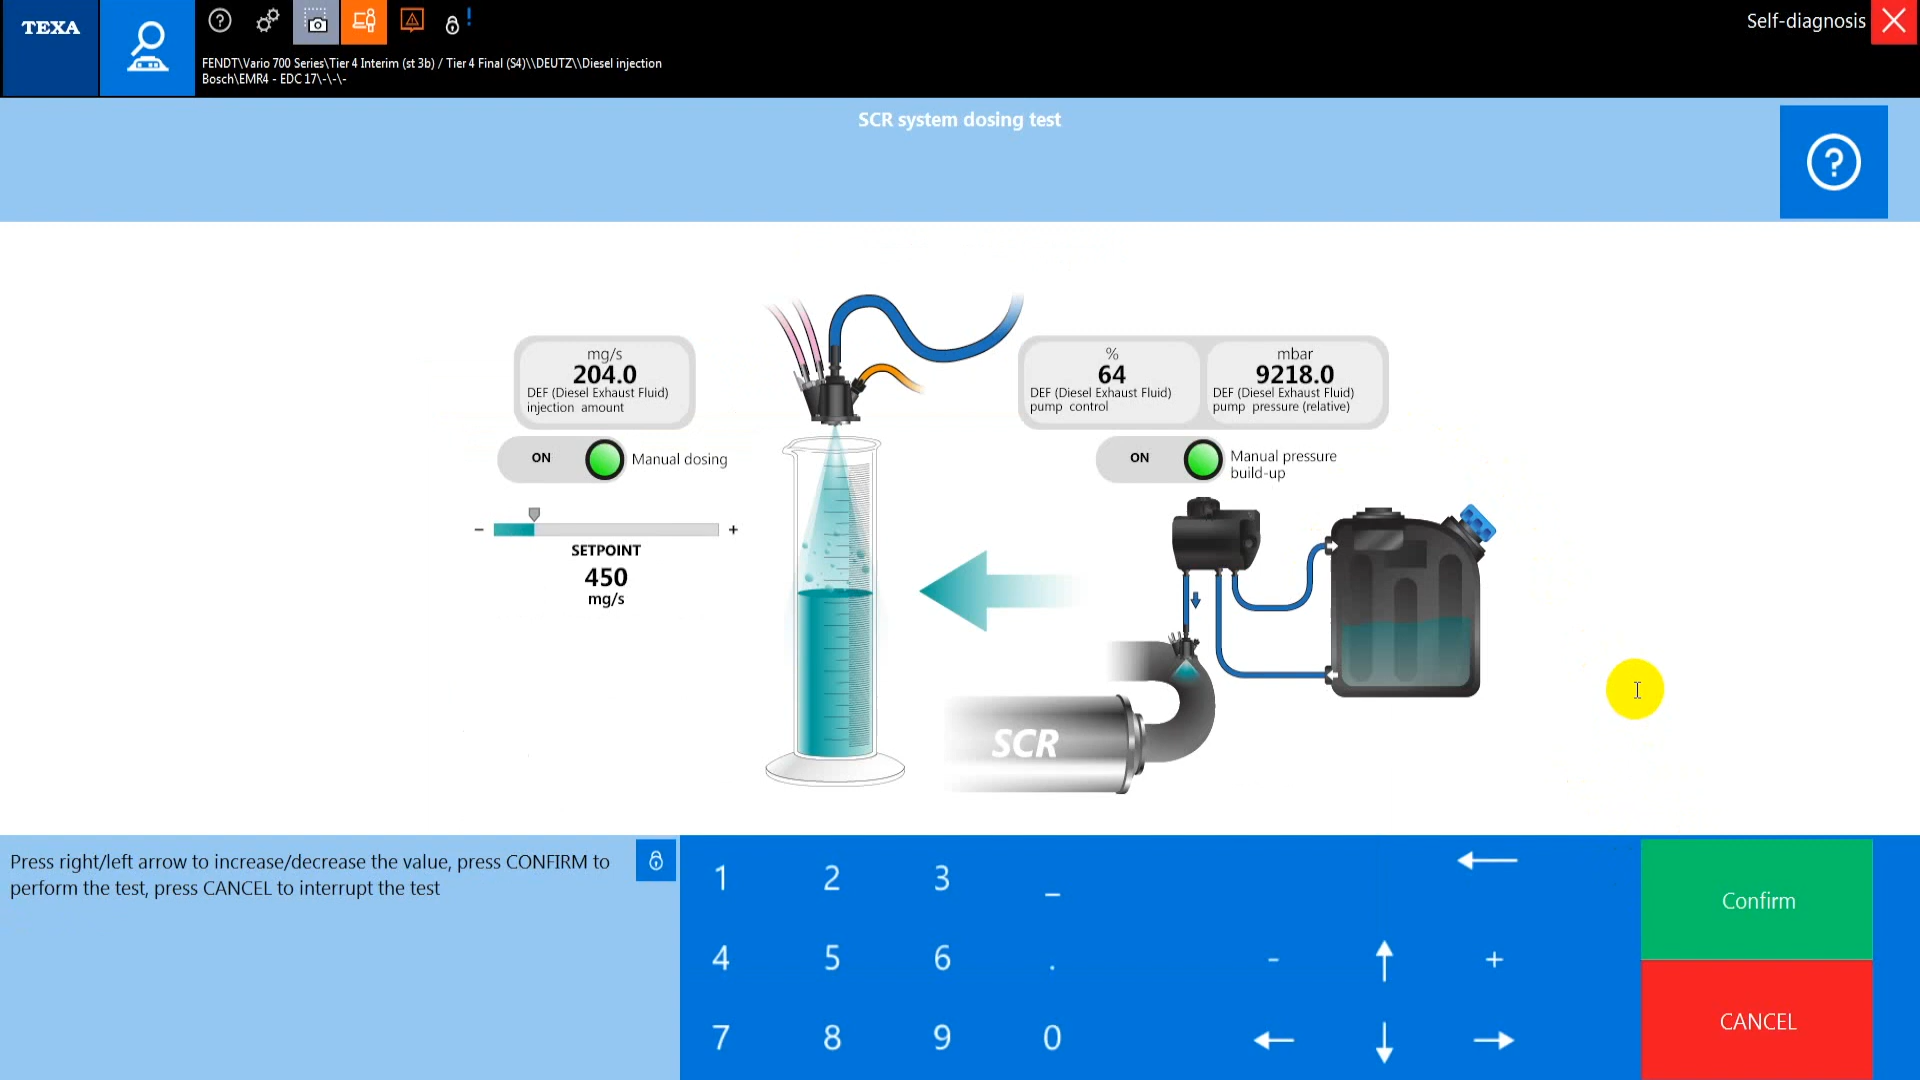 TEXA
Self-diagnosis
FENDT\Vario 700 Series\Tier 4 Interim (st 3b) / Tier 4 Final (S4)\\DEUTZ\\Diesel injection
Bosch\EMR4 - EDC 17\-\-\-
SCR system dosing test
?
mg/s
204.0
DEF (Diesel Exhaust Fluid)
injection amount
ON
Manual dosing
- +
SETPOINT
450
mg/s
%
64
DEF (Diesel Exhaust Fluid)
pump control
mbar
9218.0
DEF (Diesel Exhaust Fluid)
pump pressure (relative)
ON
Manual pressure
build-up
SCR
Press right/left arrow to increase/decrease the value, press CONFIRM to
perform the test, press CANCEL to interrupt the test
1 2 3 _
4 5 6 . - +
7 8 9 0
Confirm
CANCEL